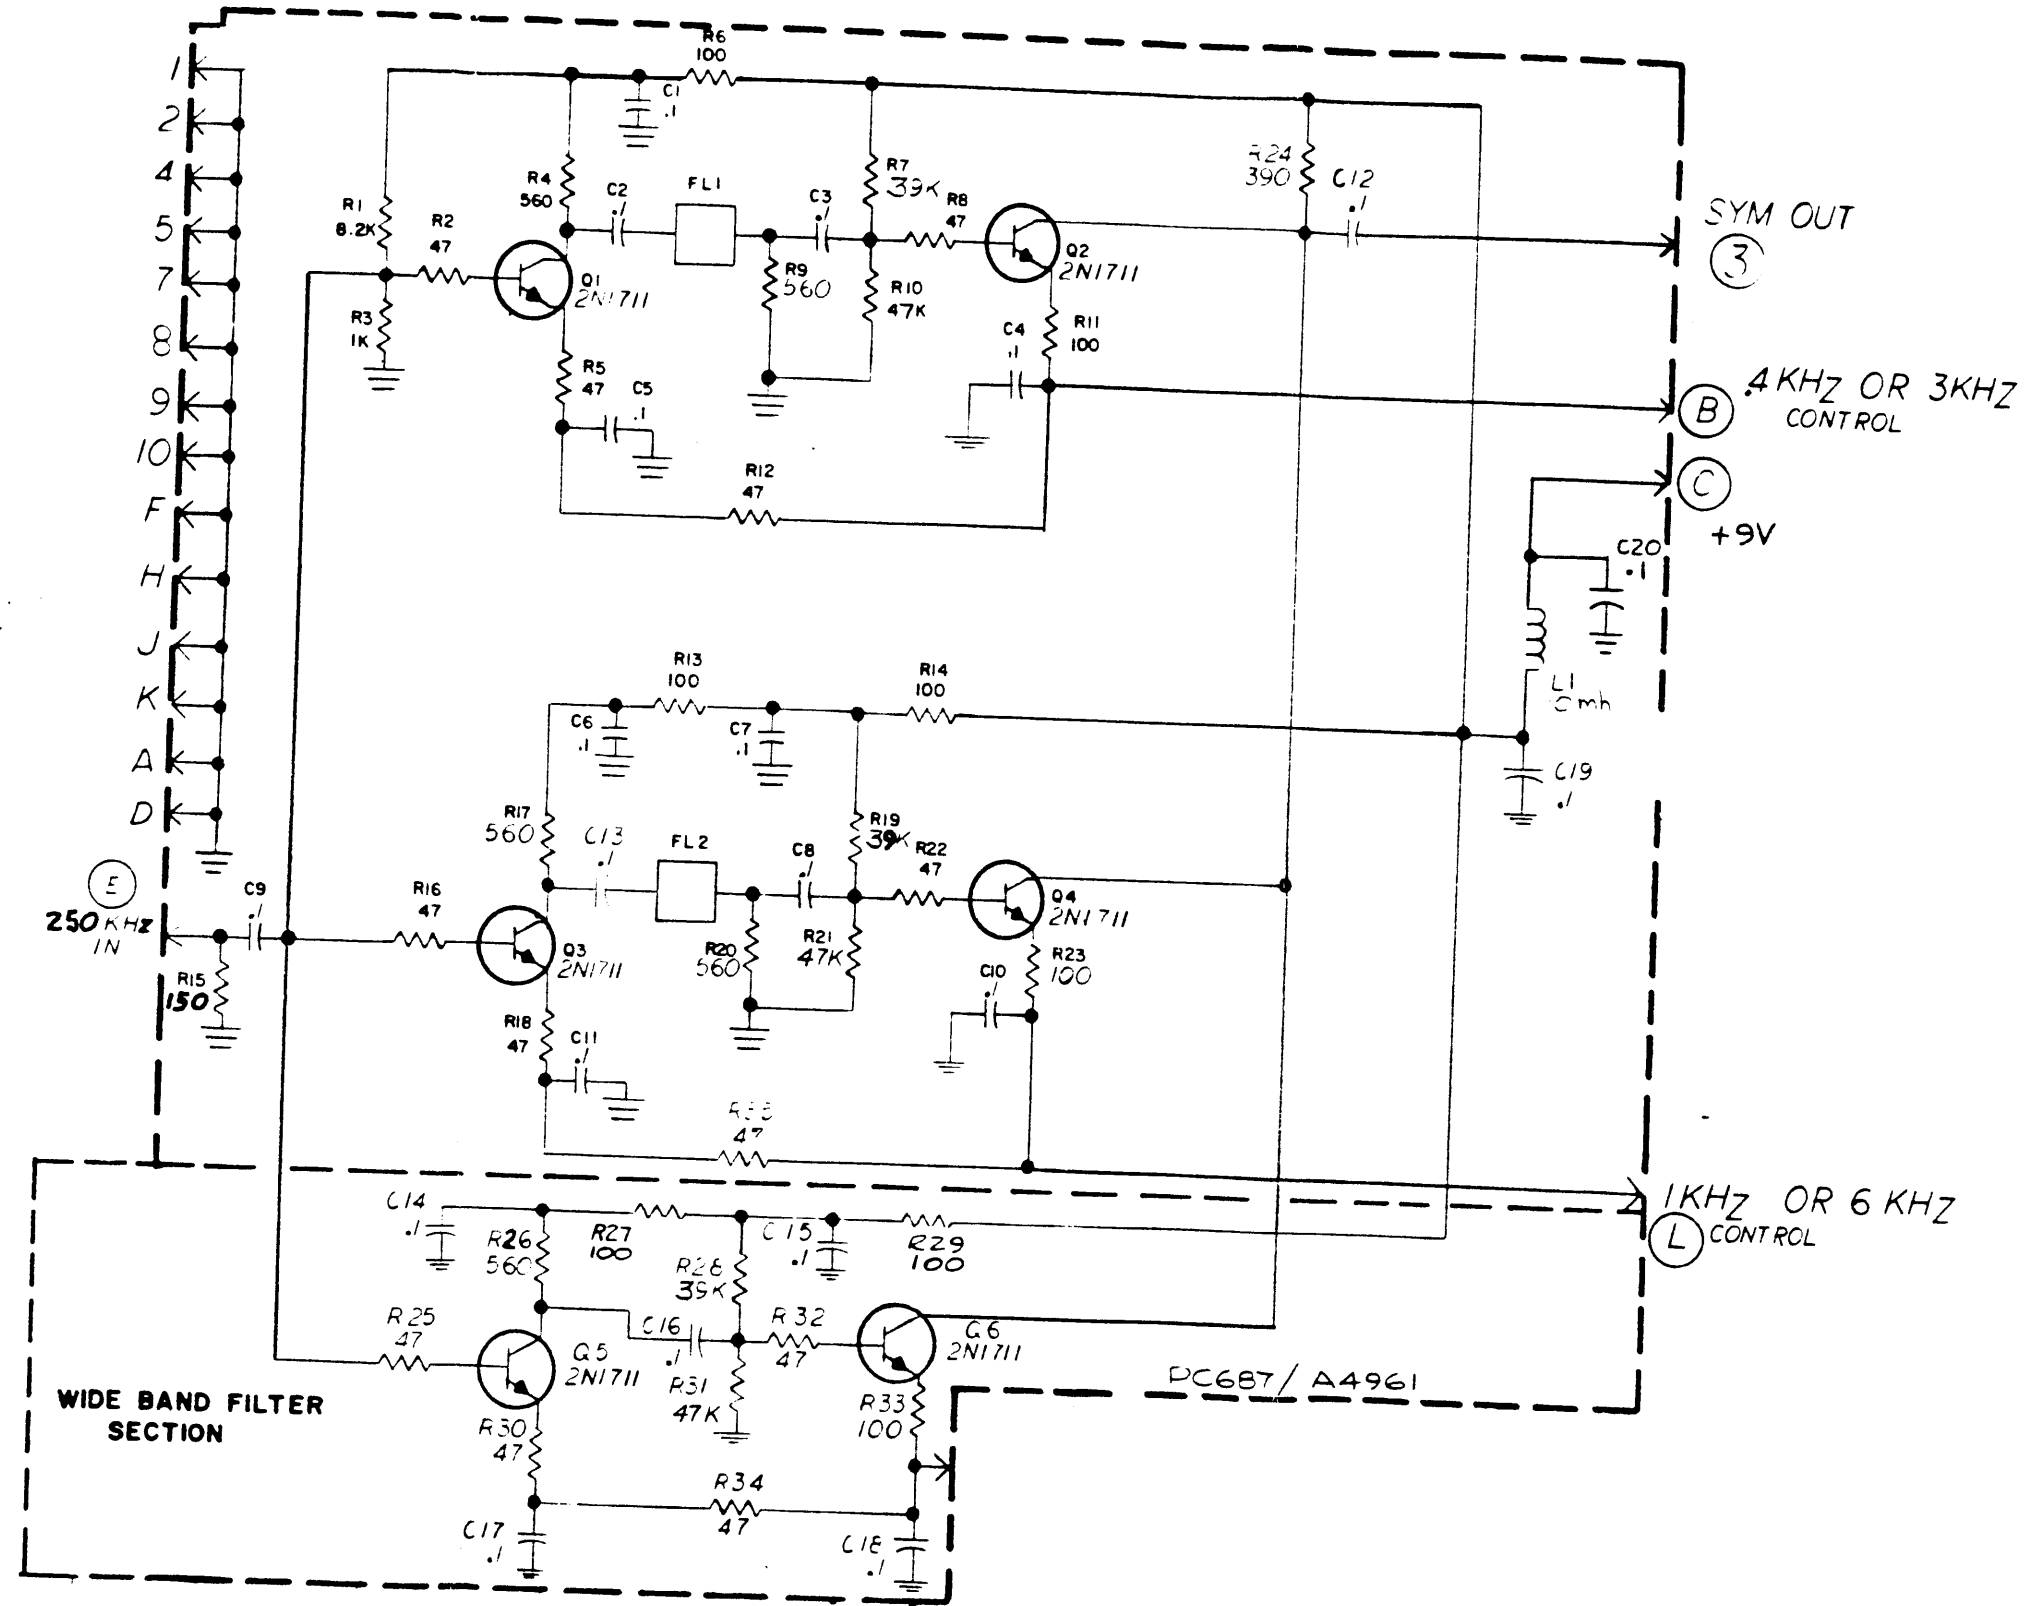 1
2
4
5
7
8
9
10
F
H
J
K
A
D
E
250 KHZ
IN
R15
150
C9
.1
R6
100
C1
.1
R4
560
C2
.1
FL1
C3
.1
R7
39K
R8
47
R1
8.2K
R2
47
R3
1K
Q1
2N1711
R9
560
R10
47K
Q2
2N1711
R5
47
C5
.1
C4
.1
R11
100
R12
47
R24
390
C12
.1
SYM OUT
3
.4KHZ OR 3KHZ
B
CONTROL
C
+9V
C20
.1
L1
C19
.1
R13
100
R14
100
C6
.1
C7
.1
R17
560
C13
.1
FL2
C8
.1
R19
39K
R22
47
R16
47
Q3
2N1711
R20
560
R21
47K
Q4
2N1711
R18
47
C11
.1
C10
.1
R23
100
47
1KHZ OR 6KHZ
L
CONTROL
C14
.1
R26
560
R27
100
C15
.1
R29
100
R28
39K
R25
47
C16
.1
R32
47
Q5
2N1711
R31
47K
Q6
2N1711
R30
47
R33
100
R34
47
C17
.1
C18
.1
WIDE BAND FILTER
SECTION
PC687/A4961